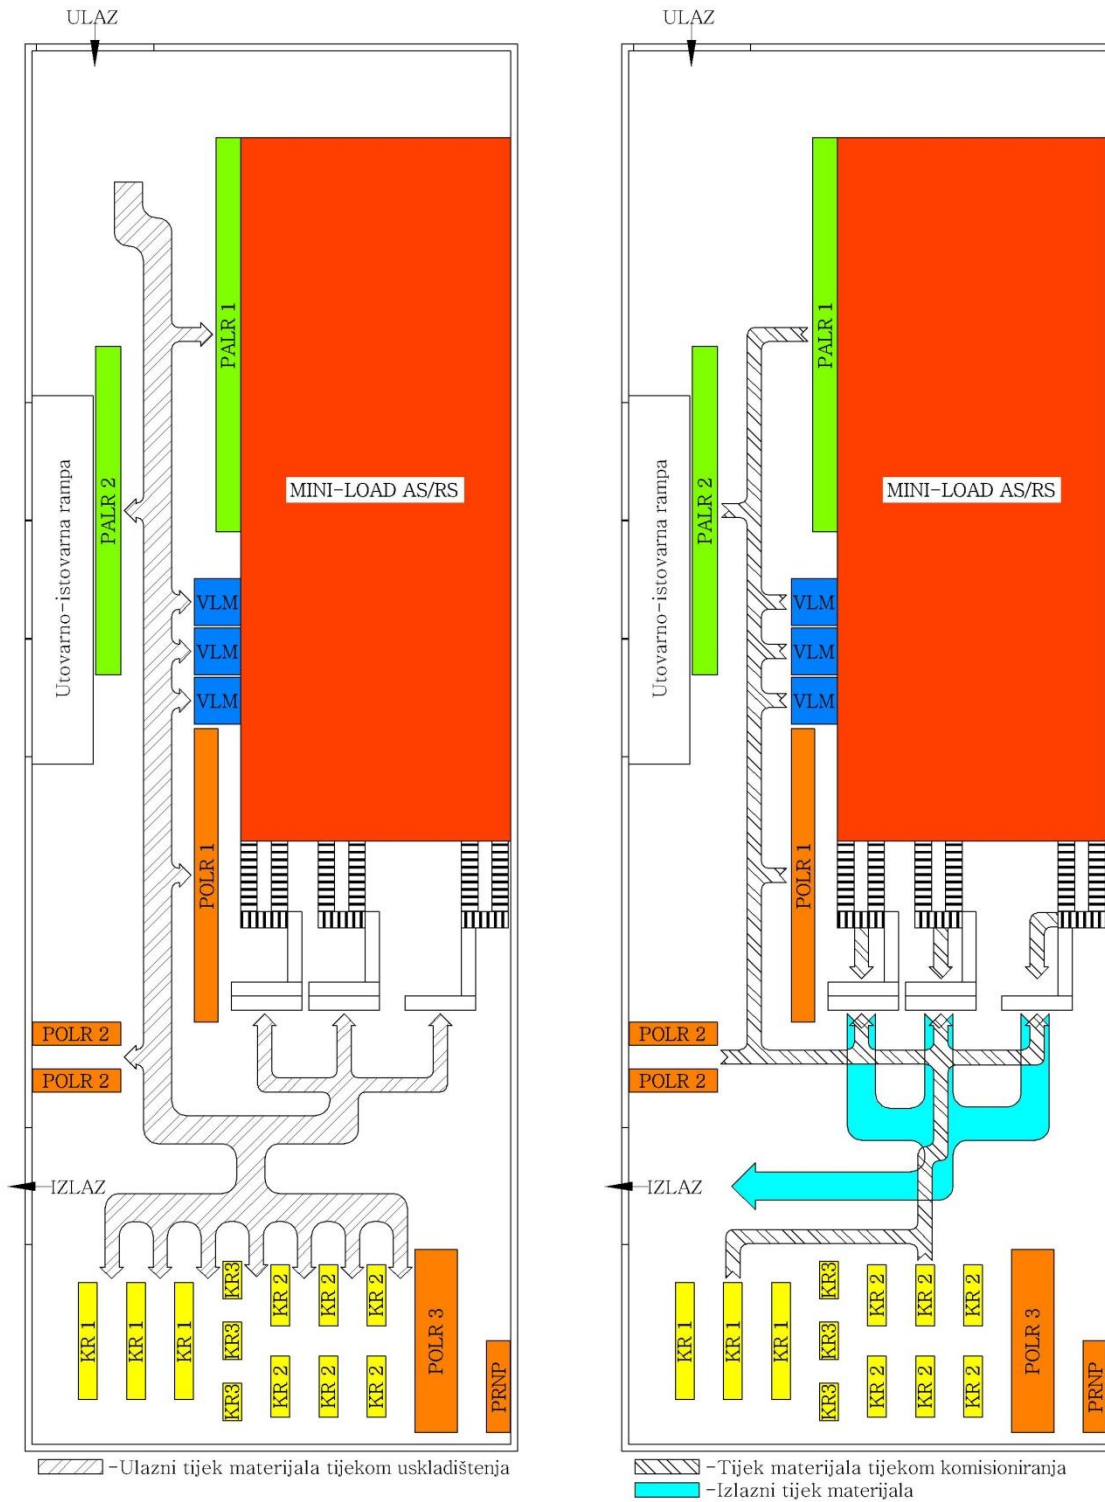 ULAZ
PALR 1
PALR 2
Utovarno-istovarna rampa
MINI-LOAD AS/RS
VLM
VLM
VLM
POLR 1
POLR 2
POLR 2
IZLAZ
KR 1
KR 1
KR 1
KR3
KR3
KR3
KR 2
KR 2
KR 2
KR 2
KR 2
KR 2
POLR 3
PRNP
-Ulazni tijek materijala tijekom uskladištenja
ULAZ
PALR 1
PALR 2
Utovarno-istovarna rampa
MINI-LOAD AS/RS
VLM
VLM
VLM
POLR 1
POLR 2
POLR 2
IZLAZ
KR 1
KR 1
KR 1
KR3
KR3
KR3
KR 2
KR 2
KR 2
KR 2
KR 2
KR 2
POLR 3
PRNP
-Tijek materijala tijekom komisioniranja
-Izlazni tijek materijala